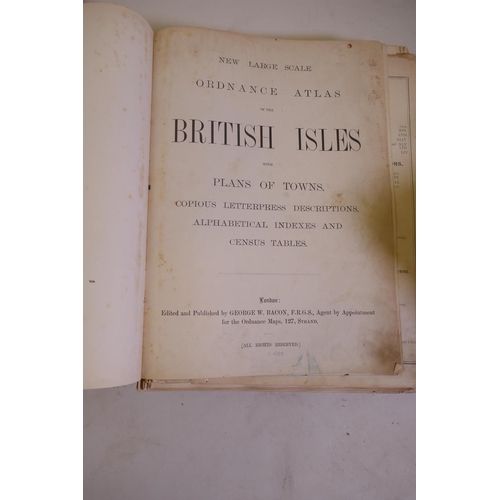 NEW LARGE SCALE
ORDNANCE ATLAS
OF THE
BRITISH ISLES
WITH
PLANS OF TOWNS,
COPIOUS LETTERPRESS DESCRIPTIONS,
ALPHABETICAL INDEXES AND
CENSUS TABLES.
London:
Edited and Published by GEORGE W. BACON, F.R.G.S., Agent by Appointment
for the Ordnance Maps, 127, STRAND.
[ALL RIGHTS RESERVED]